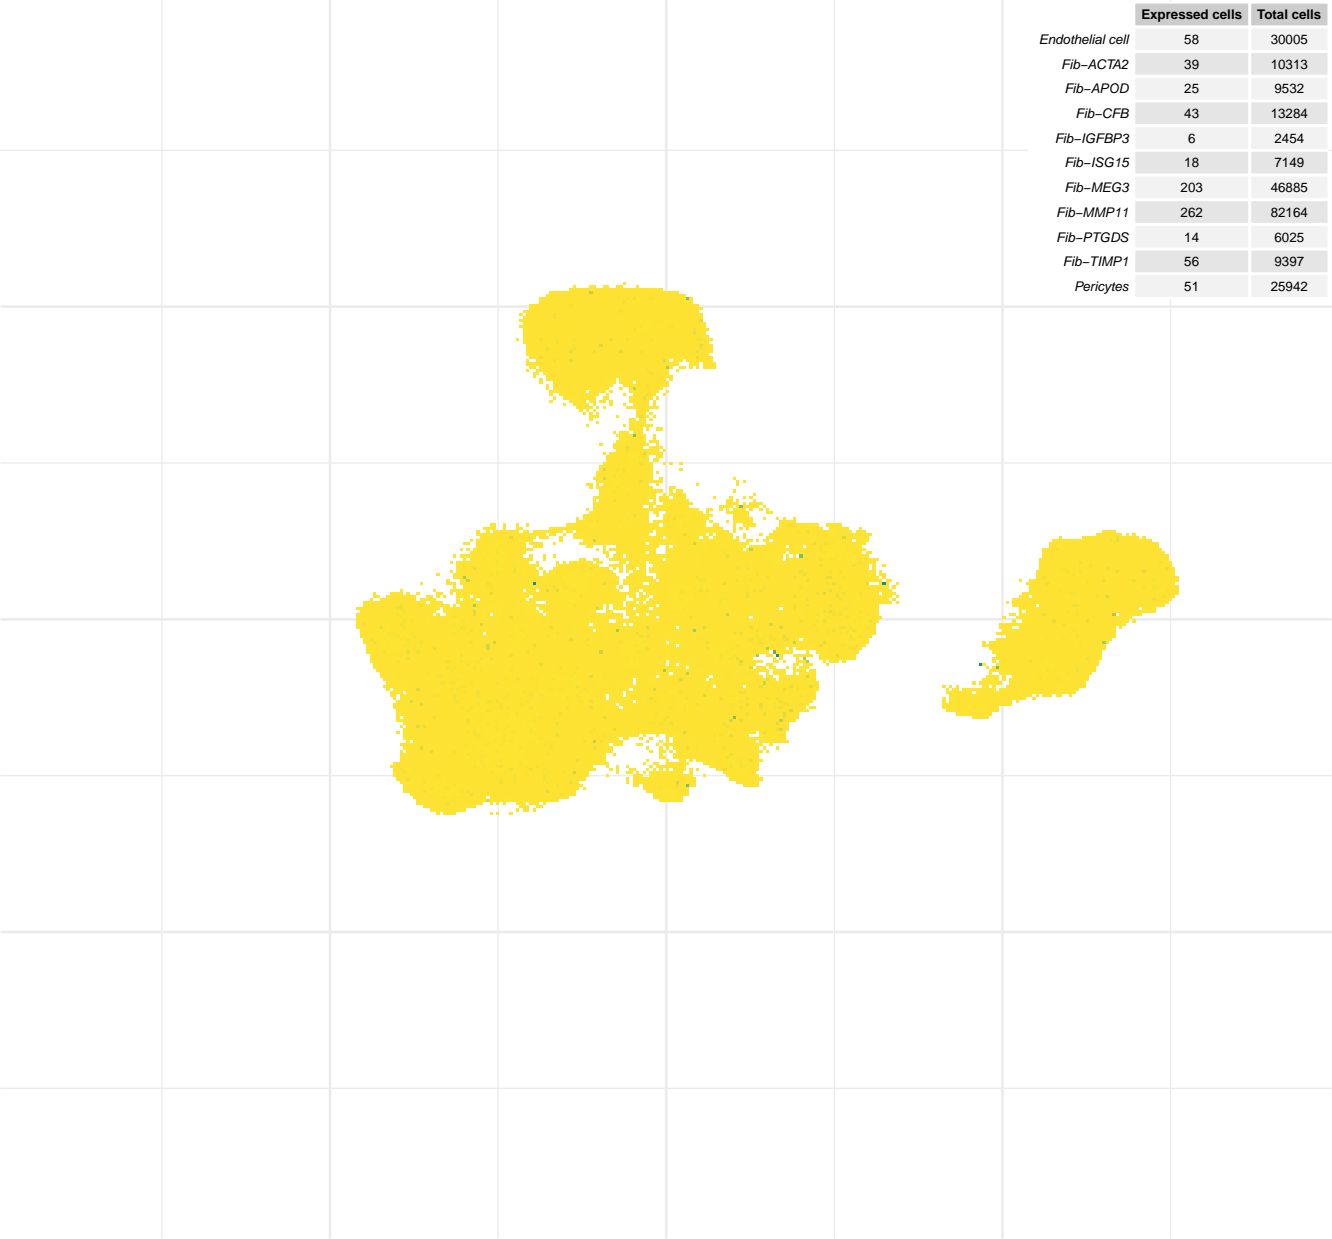 Expressed cells Total cells
Endothelial cell 58 30005
Fib−ACTA2 39 10313
Fib−APOD 25 9532
Fib−CFB 43 13284
Fib−IGFBP3 6 2454
Fib−ISG15 18 7149
Fib−MEG3 203 46885
Fib−MMP11 262 82164
Fib−PTGDS 14 6025
Fib−TIMP1 56 9397
Pericytes 51 25942